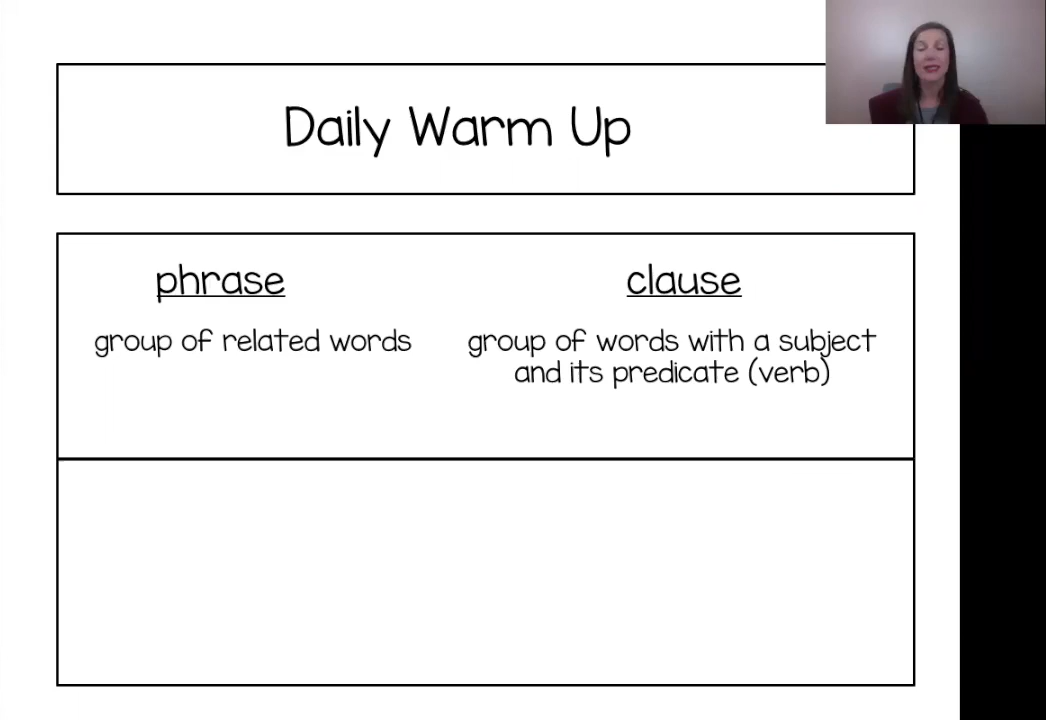 Daily Warm Up
phrase
clause
group of related words
group of words with a subject
and its predicate (verb)